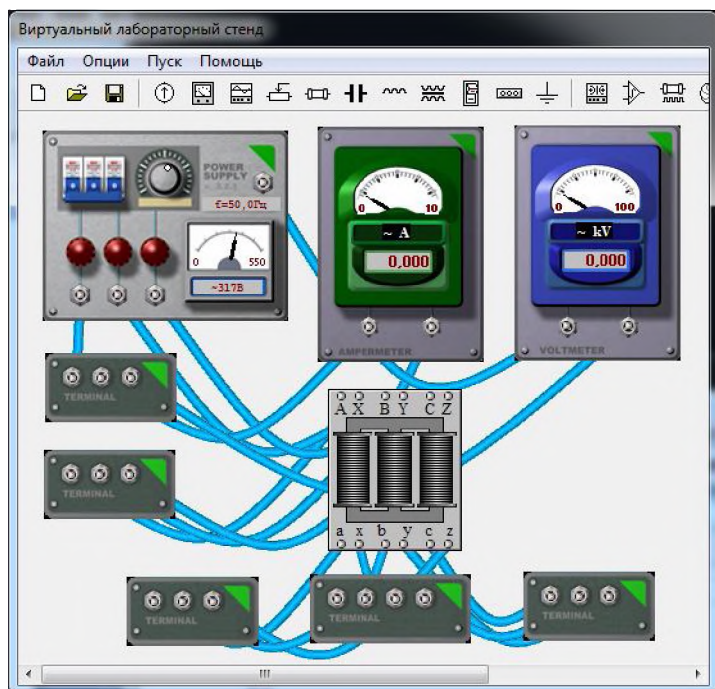 Виртуальный лабораторный стенд
Файл Опции Пуск Помощь
POWER
SUPPLY
f=50,0Гц
0 550
~317В
0 10
~ A
0,000
AMPERMETER
0 100
~ kV
0,000
VOLTMETER
TERMINAL
A X B Y C Z
TERMINAL
a x b y c z
TERMINAL
TERMINAL
TERMINAL